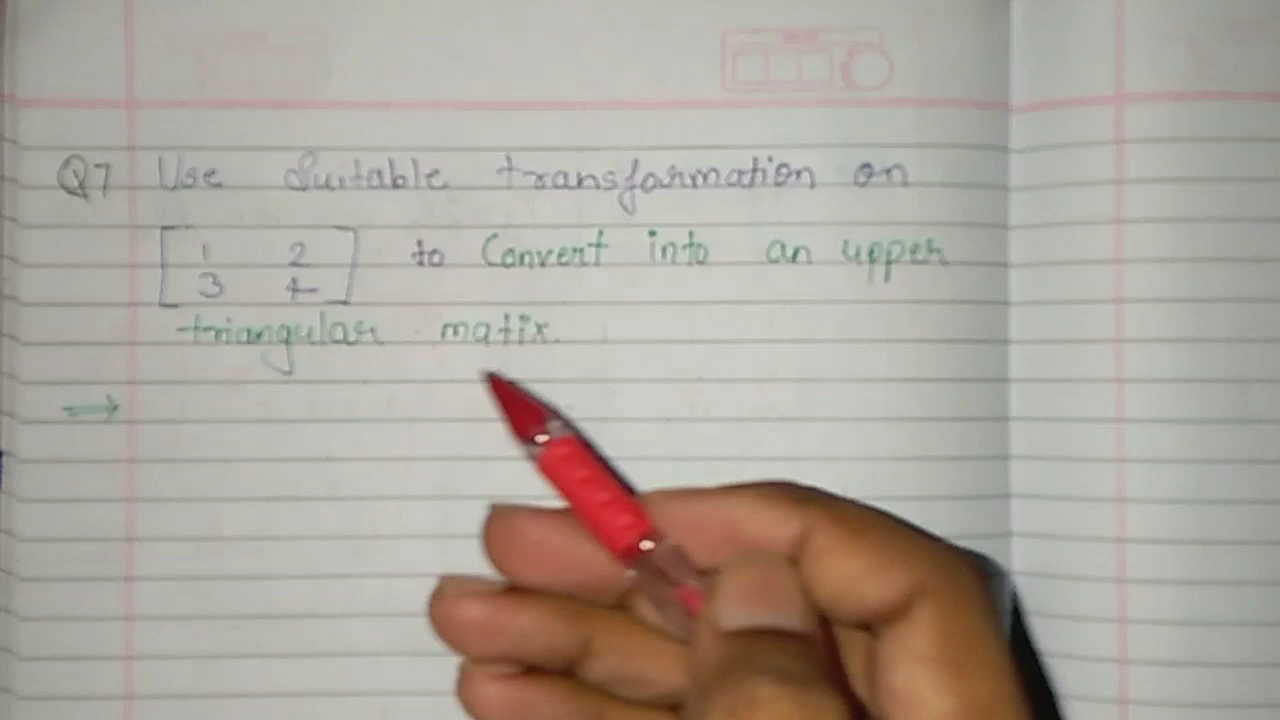 Q7 Use Suitable transformation on
[ 1 2
3 4 ] to Convert into an upper
triangular matix.
⇒